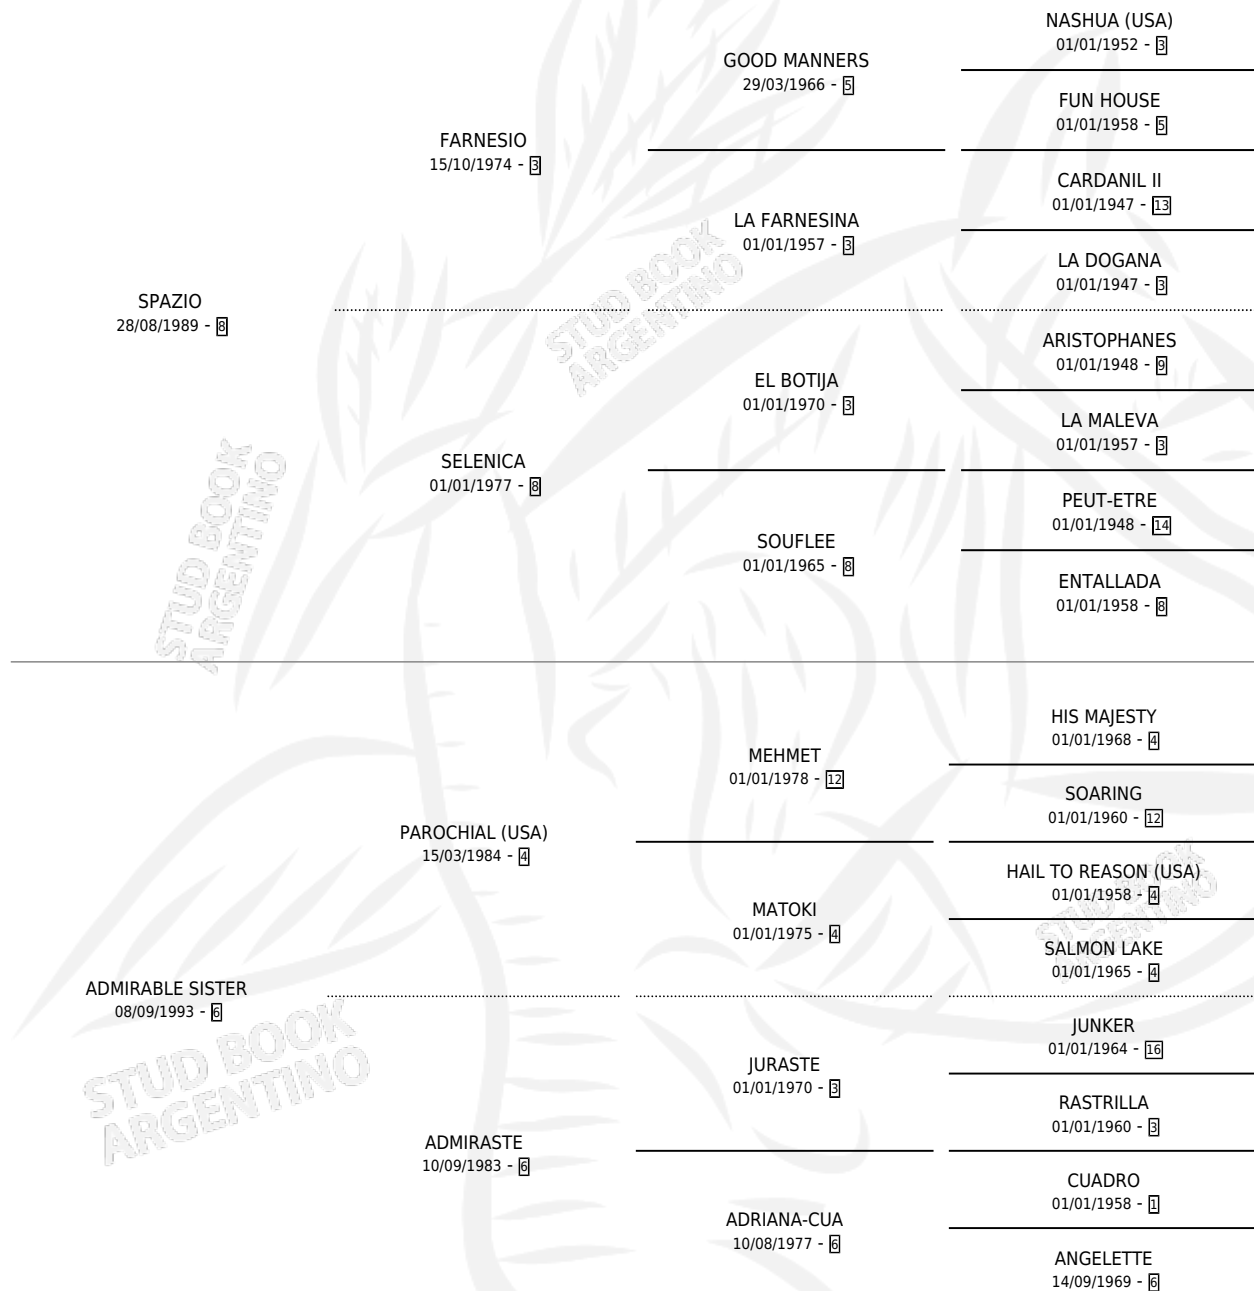 NASHUA (USA)
01/01/1952 - 3
GOOD MANNERS
29/03/1966 - 5
FUN HOUSE
01/01/1958 - 5
FARNESIO
15/10/1974 - 3
CARDANIL II
01/01/1947 - 13
LA FARNESINA
01/01/1957 - 3
LA DOGANA
01/01/1947 - 3
SPAZIO
28/08/1989 - 8
ARISTOPHANES
01/01/1948 - 9
EL BOTIJA
01/01/1970 - 3
LA MALEVA
01/01/1957 - 3
SELENICA
01/01/1977 - 8
PEUT-ETRE
01/01/1948 - 14
SOUFLEE
01/01/1965 - 8
ENTALLADA
01/01/1958 - 8
STUD BOOK
ARGENTINO
STUD BOOK
ARGENTINO
HIS MAJESTY
01/01/1968 - 4
MEHMET
01/01/1978 - 12
SOARING
01/01/1960 - 12
PAROCHIAL (USA)
15/03/1984 - 4
HAIL TO REASON (USA)
01/01/1958 - 4
MATOKI
01/01/1975 - 4
SALMON LAKE
01/01/1965 - 4
ADMIRABLE SISTER
08/09/1993 - 6
JUNKER
01/01/1964 - 16
JURASTE
01/01/1970 - 3
RASTRILLA
01/01/1960 - 3
ADMIRASTE
10/09/1983 - 6
CUADRO
01/01/1958 - 1
ADRIANA-CUA
10/08/1977 - 6
ANGELETTE
14/09/1969 - 6
STUD BOOK
ARGENTINO
STUD BOOK
ARGENTINO